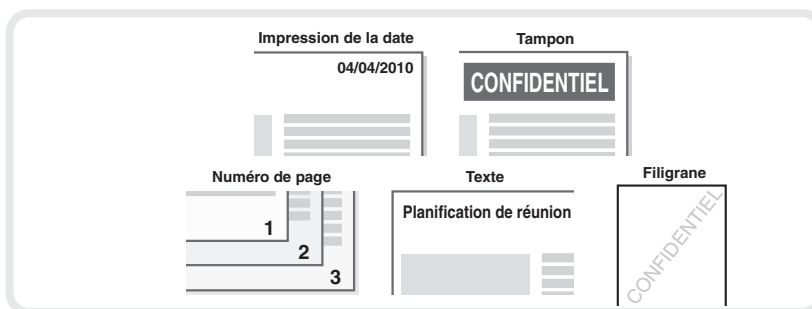 Impression de la date
04/04/2010
Tampon
CONFIDENTIEL
Numéro de page
1
2
3
Texte
Planification de réunion
Filigrane
CONFIDENTIEL